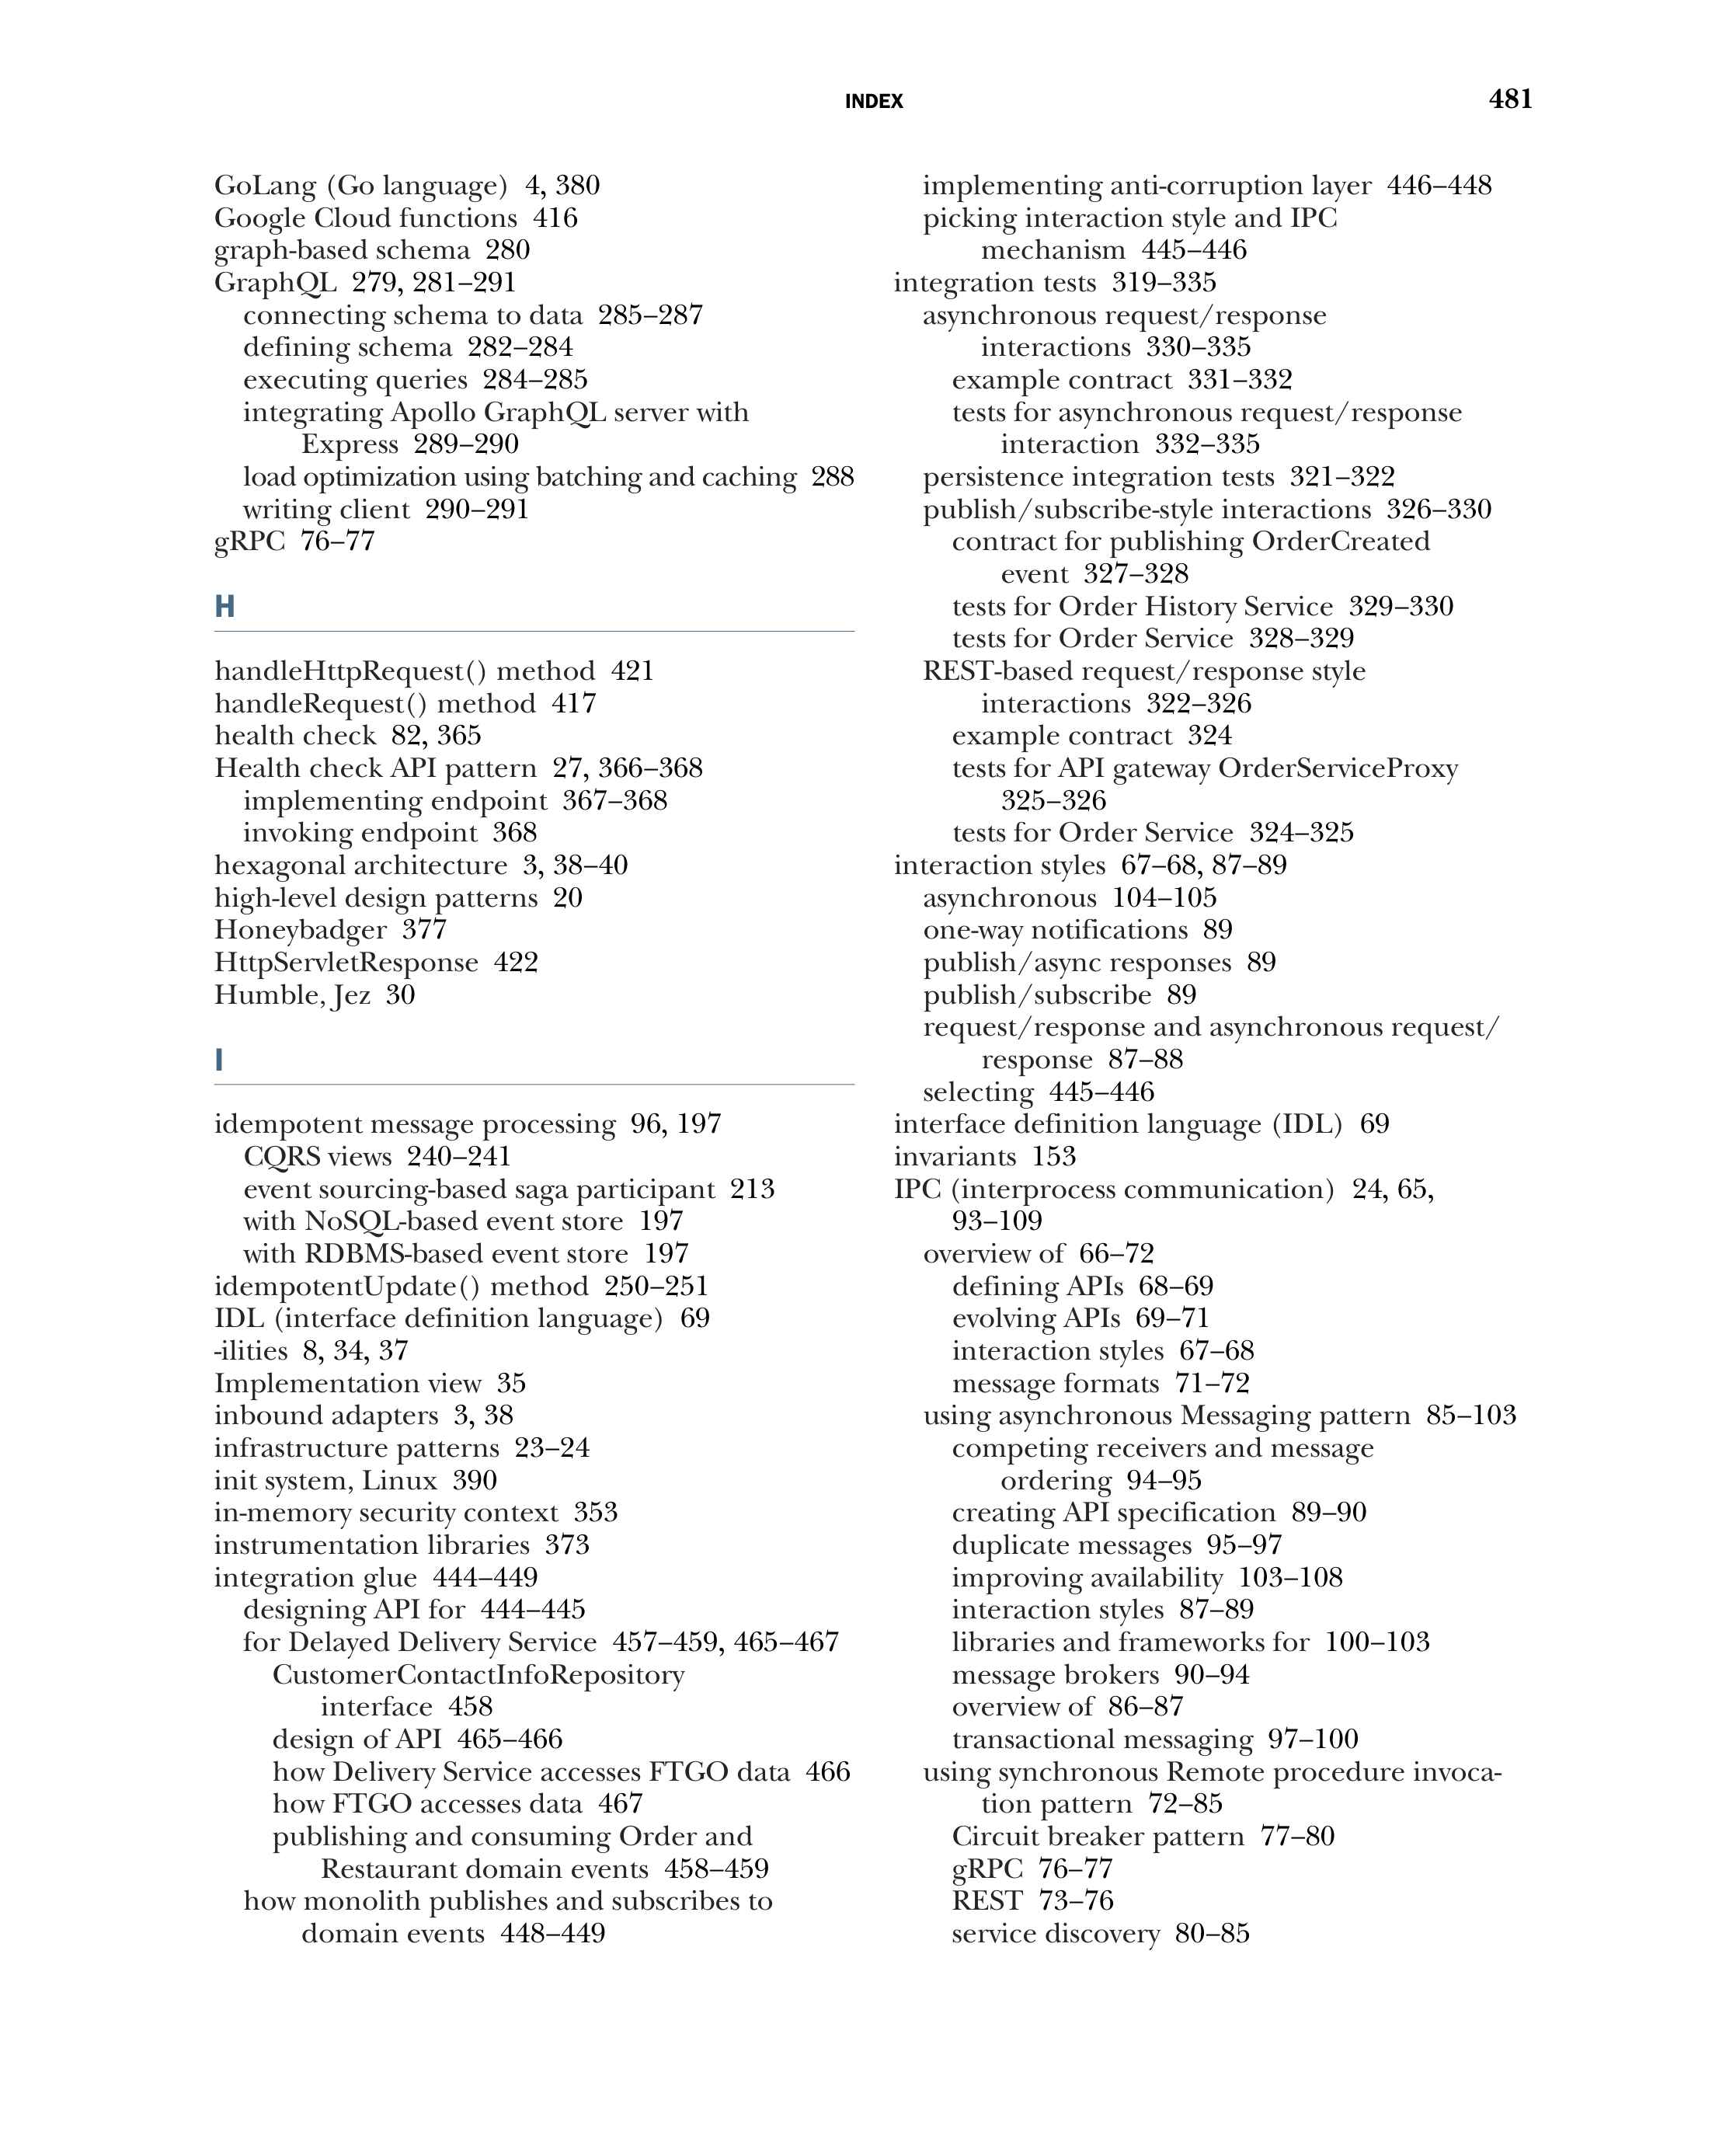 INDEX 481
GoLang (Go language) 4, 380
Google Cloud functions 416
graph-based schema 280
GraphQL 279, 281–291
connecting schema to data 285–287
defining schema 282–284
executing queries 284–285
integrating Apollo GraphQL server with
Express 289–290
load optimization using batching and caching 288
writing client 290–291
gRPC 76–77
H
handleHttpRequest() method 421
handleRequest() method 417
health check 82, 365
Health check API pattern 27, 366–368
implementing endpoint 367–368
invoking endpoint 368
hexagonal architecture 3, 38–40
high-level design patterns 20
Honeybadger 377
HttpServletResponse 422
Humble, Jez 30
I
idempotent message processing 96, 197
CQRS views 240–241
event sourcing-based saga participant 213
with NoSQL-based event store 197
with RDBMS-based event store 197
idempotentUpdate() method 250–251
IDL (interface definition language) 69
-ilities 8, 34, 37
Implementation view 35
inbound adapters 3, 38
infrastructure patterns 23–24
init system, Linux 390
in-memory security context 353
instrumentation libraries 373
integration glue 444–449
designing API for 444–445
for Delayed Delivery Service 457–459, 465–467
CustomerContactInfoRepository
interface 458
design of API 465–466
how Delivery Service accesses FTGO data 466
how FTGO accesses data 467
publishing and consuming Order and
Restaurant domain events 458–459
how monolith publishes and subscribes to
domain events 448–449
implementing anti-corruption layer 446–448
picking interaction style and IPC
mechanism 445–446
integration tests 319–335
asynchronous request/response
interactions 330–335
example contract 331–332
tests for asynchronous request/response
interaction 332–335
persistence integration tests 321–322
publish/subscribe-style interactions 326–330
contract for publishing OrderCreated
event 327–328
tests for Order History Service 329–330
tests for Order Service 328–329
REST-based request/response style
interactions 322–326
example contract 324
tests for API gateway OrderServiceProxy
325–326
tests for Order Service 324–325
interaction styles 67–68, 87–89
asynchronous 104–105
one-way notifications 89
publish/async responses 89
publish/subscribe 89
request/response and asynchronous request/
response 87–88
selecting 445–446
interface definition language (IDL) 69
invariants 153
IPC (interprocess communication) 24, 65,
93–109
overview of 66–72
defining APIs 68–69
evolving APIs 69–71
interaction styles 67–68
message formats 71–72
using asynchronous Messaging pattern 85–103
competing receivers and message
ordering 94–95
creating API specification 89–90
duplicate messages 95–97
improving availability 103–108
interaction styles 87–89
libraries and frameworks for 100–103
message brokers 90–94
overview of 86–87
transactional messaging 97–100
using synchronous Remote procedure invoca-
tion pattern 72–85
Circuit breaker pattern 77–80
gRPC 76–77
REST 73–76
service discovery 80–85